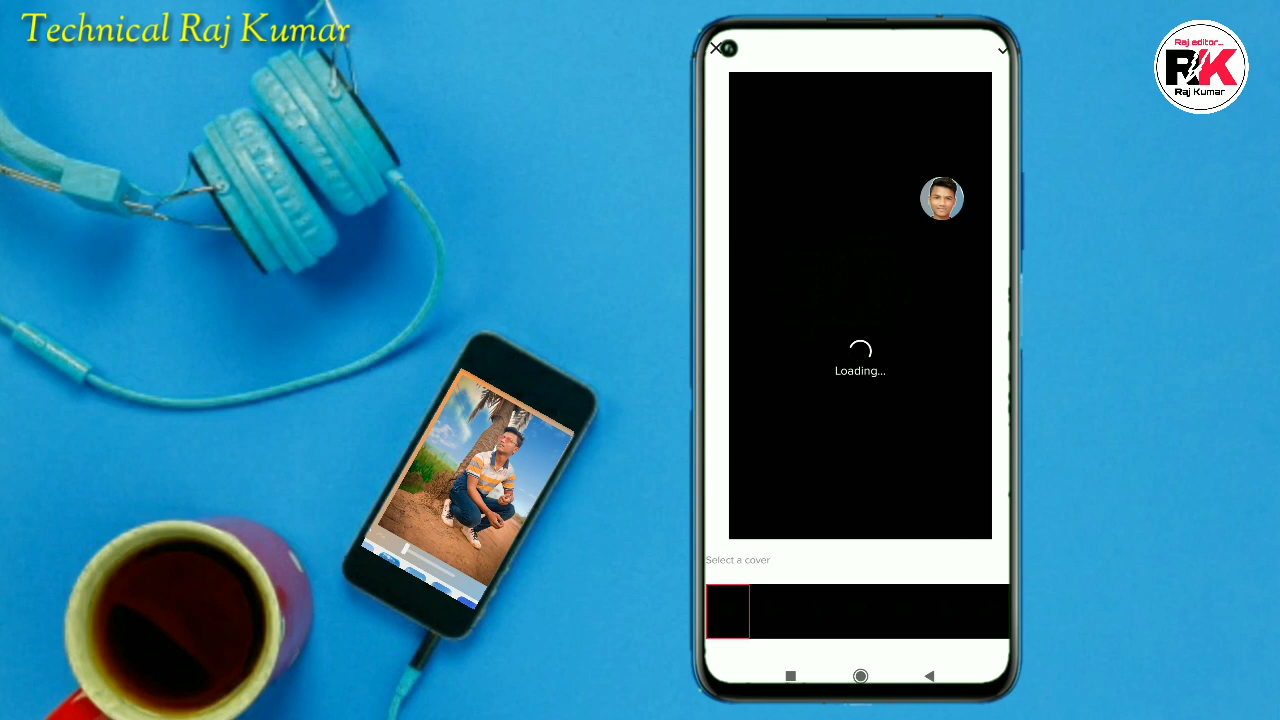 Technical Raj Kumar
Raj editor...
RK
Raj Kumar
Loading...
Select a cover